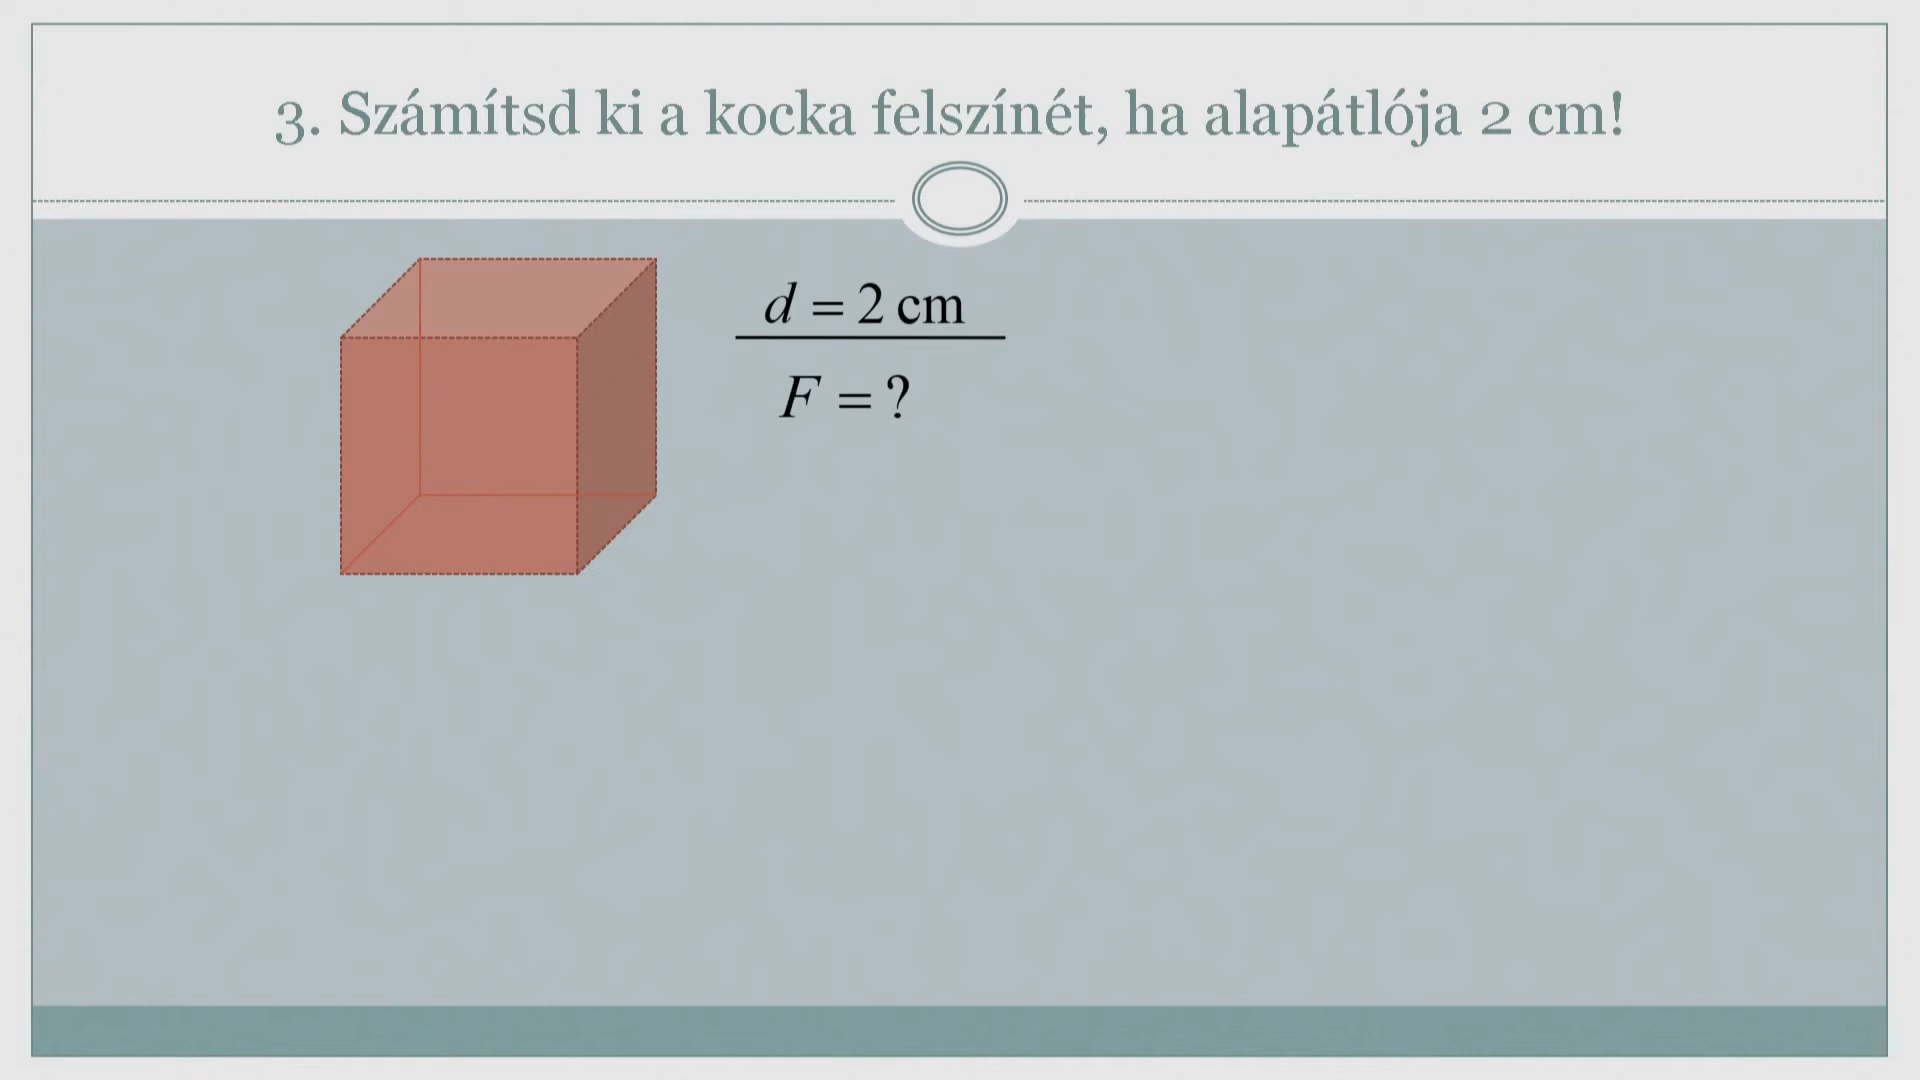 3. Számítsd ki a kocka felszínét, ha alapátlója 2 cm!
d = 2 cm
F = ?